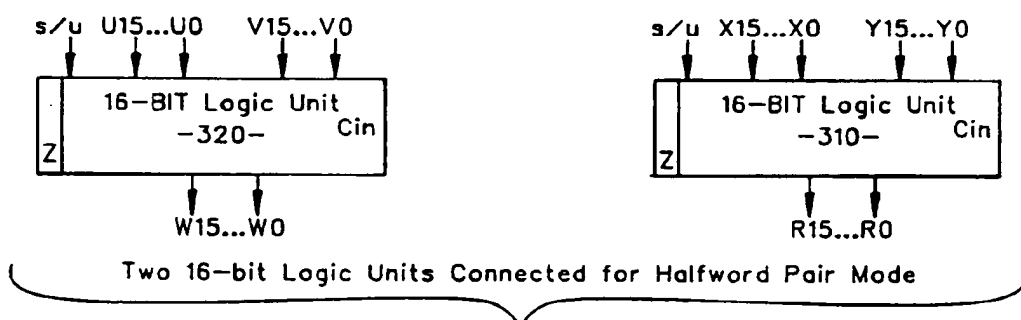 s/u U15...U0 V15...V0
16-BIT Logic Unit
-320-
Cin
Z
W15...W0
s/u X15...X0 Y15...Y0
16-BIT Logic Unit
-310-
Cin
Z
R15...R0
Two 16-bit Logic Units Connected for Halfword Pair Mode